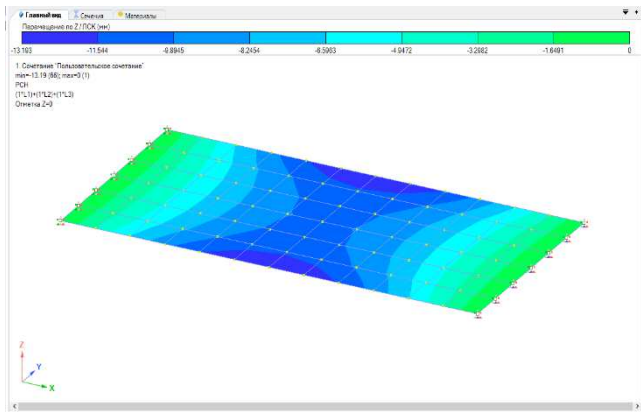 Главный вид Сечения Материалы
Перемещение по Z / ПСК (мм)
-13.193 -11.544 -9.8945 -8.2454 -6.5963 -4.9472 -3.2982 -1.6491 0
1. Сочетание "Пользовательское сочетание"
min=-13.19 (66); max=0 (1)
РСН
(1*L1)+(1*L2)+(1*L3)
Отметка Z=0
Z
Y
X